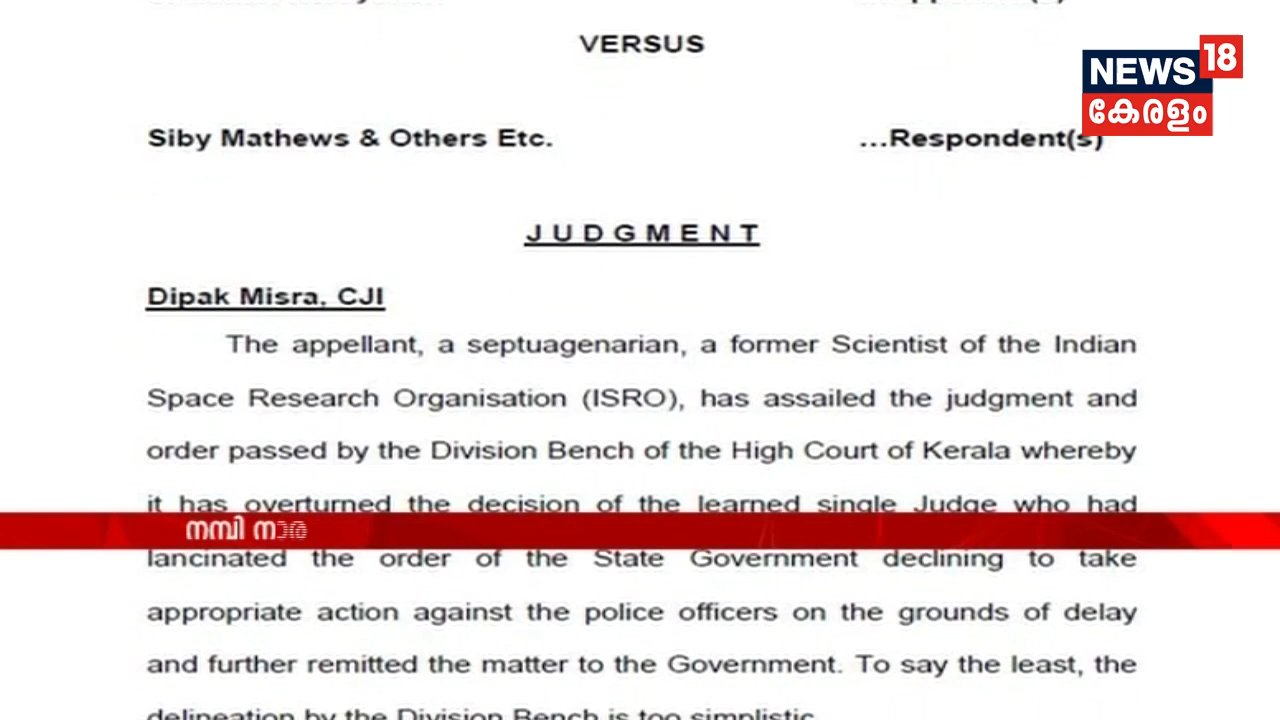 VERSUS
NEWS 18
കേരളം
Siby Mathews & Others Etc. ...Respondent(s)
J U D G M E N T
Dipak Misra, CJI
The appellant, a septuagenarian, a former Scientist of the Indian
Space Research Organisation (ISRO), has assailed the judgment and
order passed by the Division Bench of the High Court of Kerala whereby
it has overturned the decision of the learned single Judge who had
നമ്പി നാര
lancinated the order of the State Government declining to take
appropriate action against the police officers on the grounds of delay
and further remitted the matter to the Government. To say the least, the
delineation by the Division Bench is too simplistic.